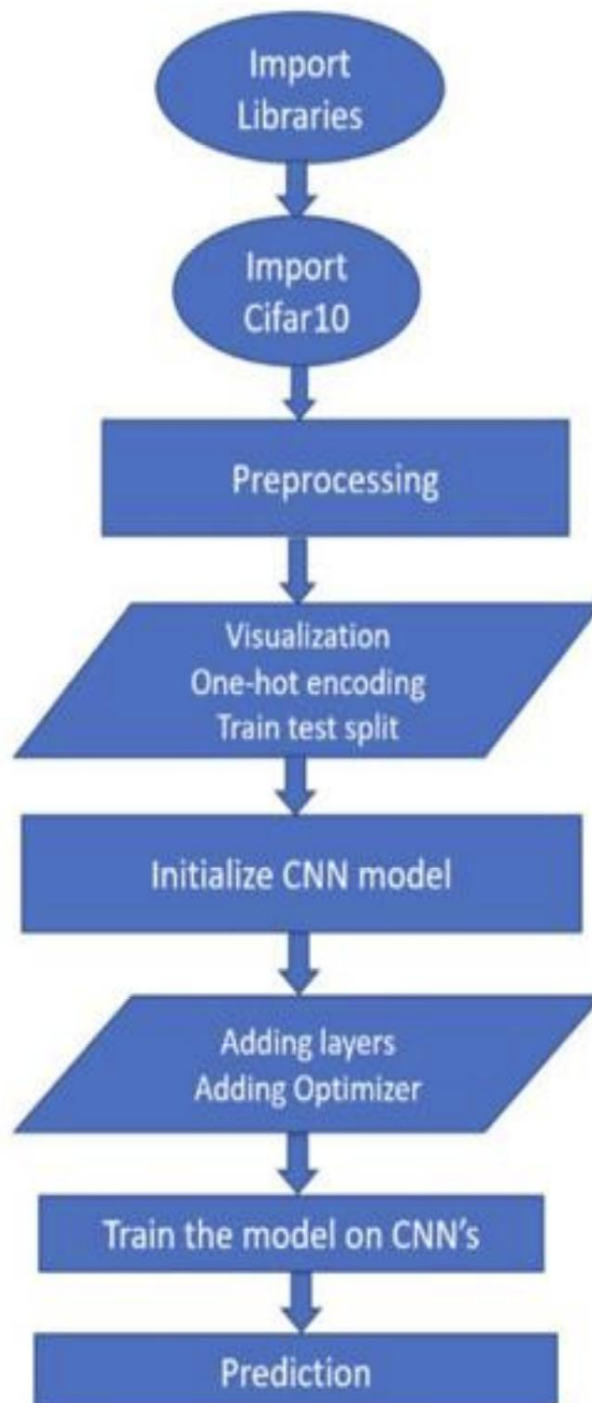 Import
Libraries
Import
Cifar10
Preprocessing
Visualization
One-hot encoding
Train test split
Initialize CNN model
Adding layers
Adding Optimizer
Train the model on CNN's
Prediction